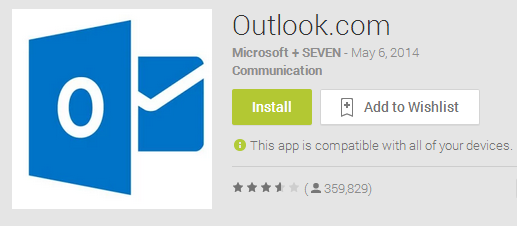 Outlook.com
Microsoft + SEVEN - May 6, 2014
Communication
Install
Add to Wishlist
This app is compatible with all of your devices.
(359,829)
O